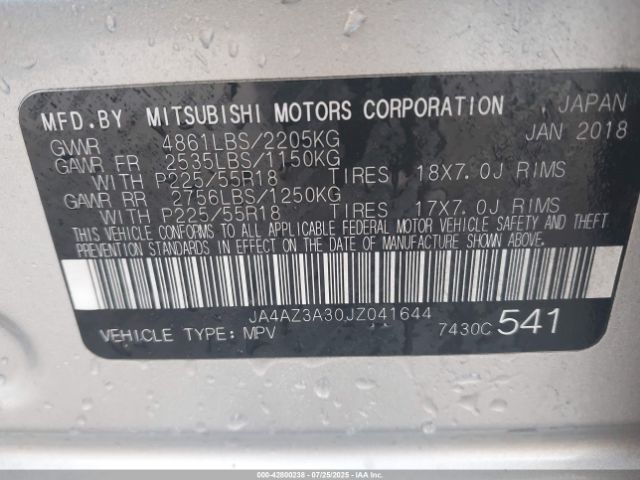 MFD.BY MITSUBISHI MOTORS CORPORATION , JAPAN
GVWR 4861LBS/2205KG JAN 2018
GAWR FR 2535LBS/1150KG
WITH P225/55R18 TIRES 18X7.0J RIMS
GAWR RR 2756LBS/1250KG
WITH P225/55R18 TIRES 17X7.0J RIMS
THIS VEHICLE CONFORMS TO ALL APPLICABLE FEDERAL MOTOR VEHICLE SAFETY AND THEFT
PREVENTION STANDARDS IN EFFECT ON THE DATE OF MANUFACTURE SHOWN ABOVE.
JA4AZ3A30JZ041644
VEHICLE TYPE: MPV 7430C 541
000-42800238 - 07/25/2025 - IAAI.COM